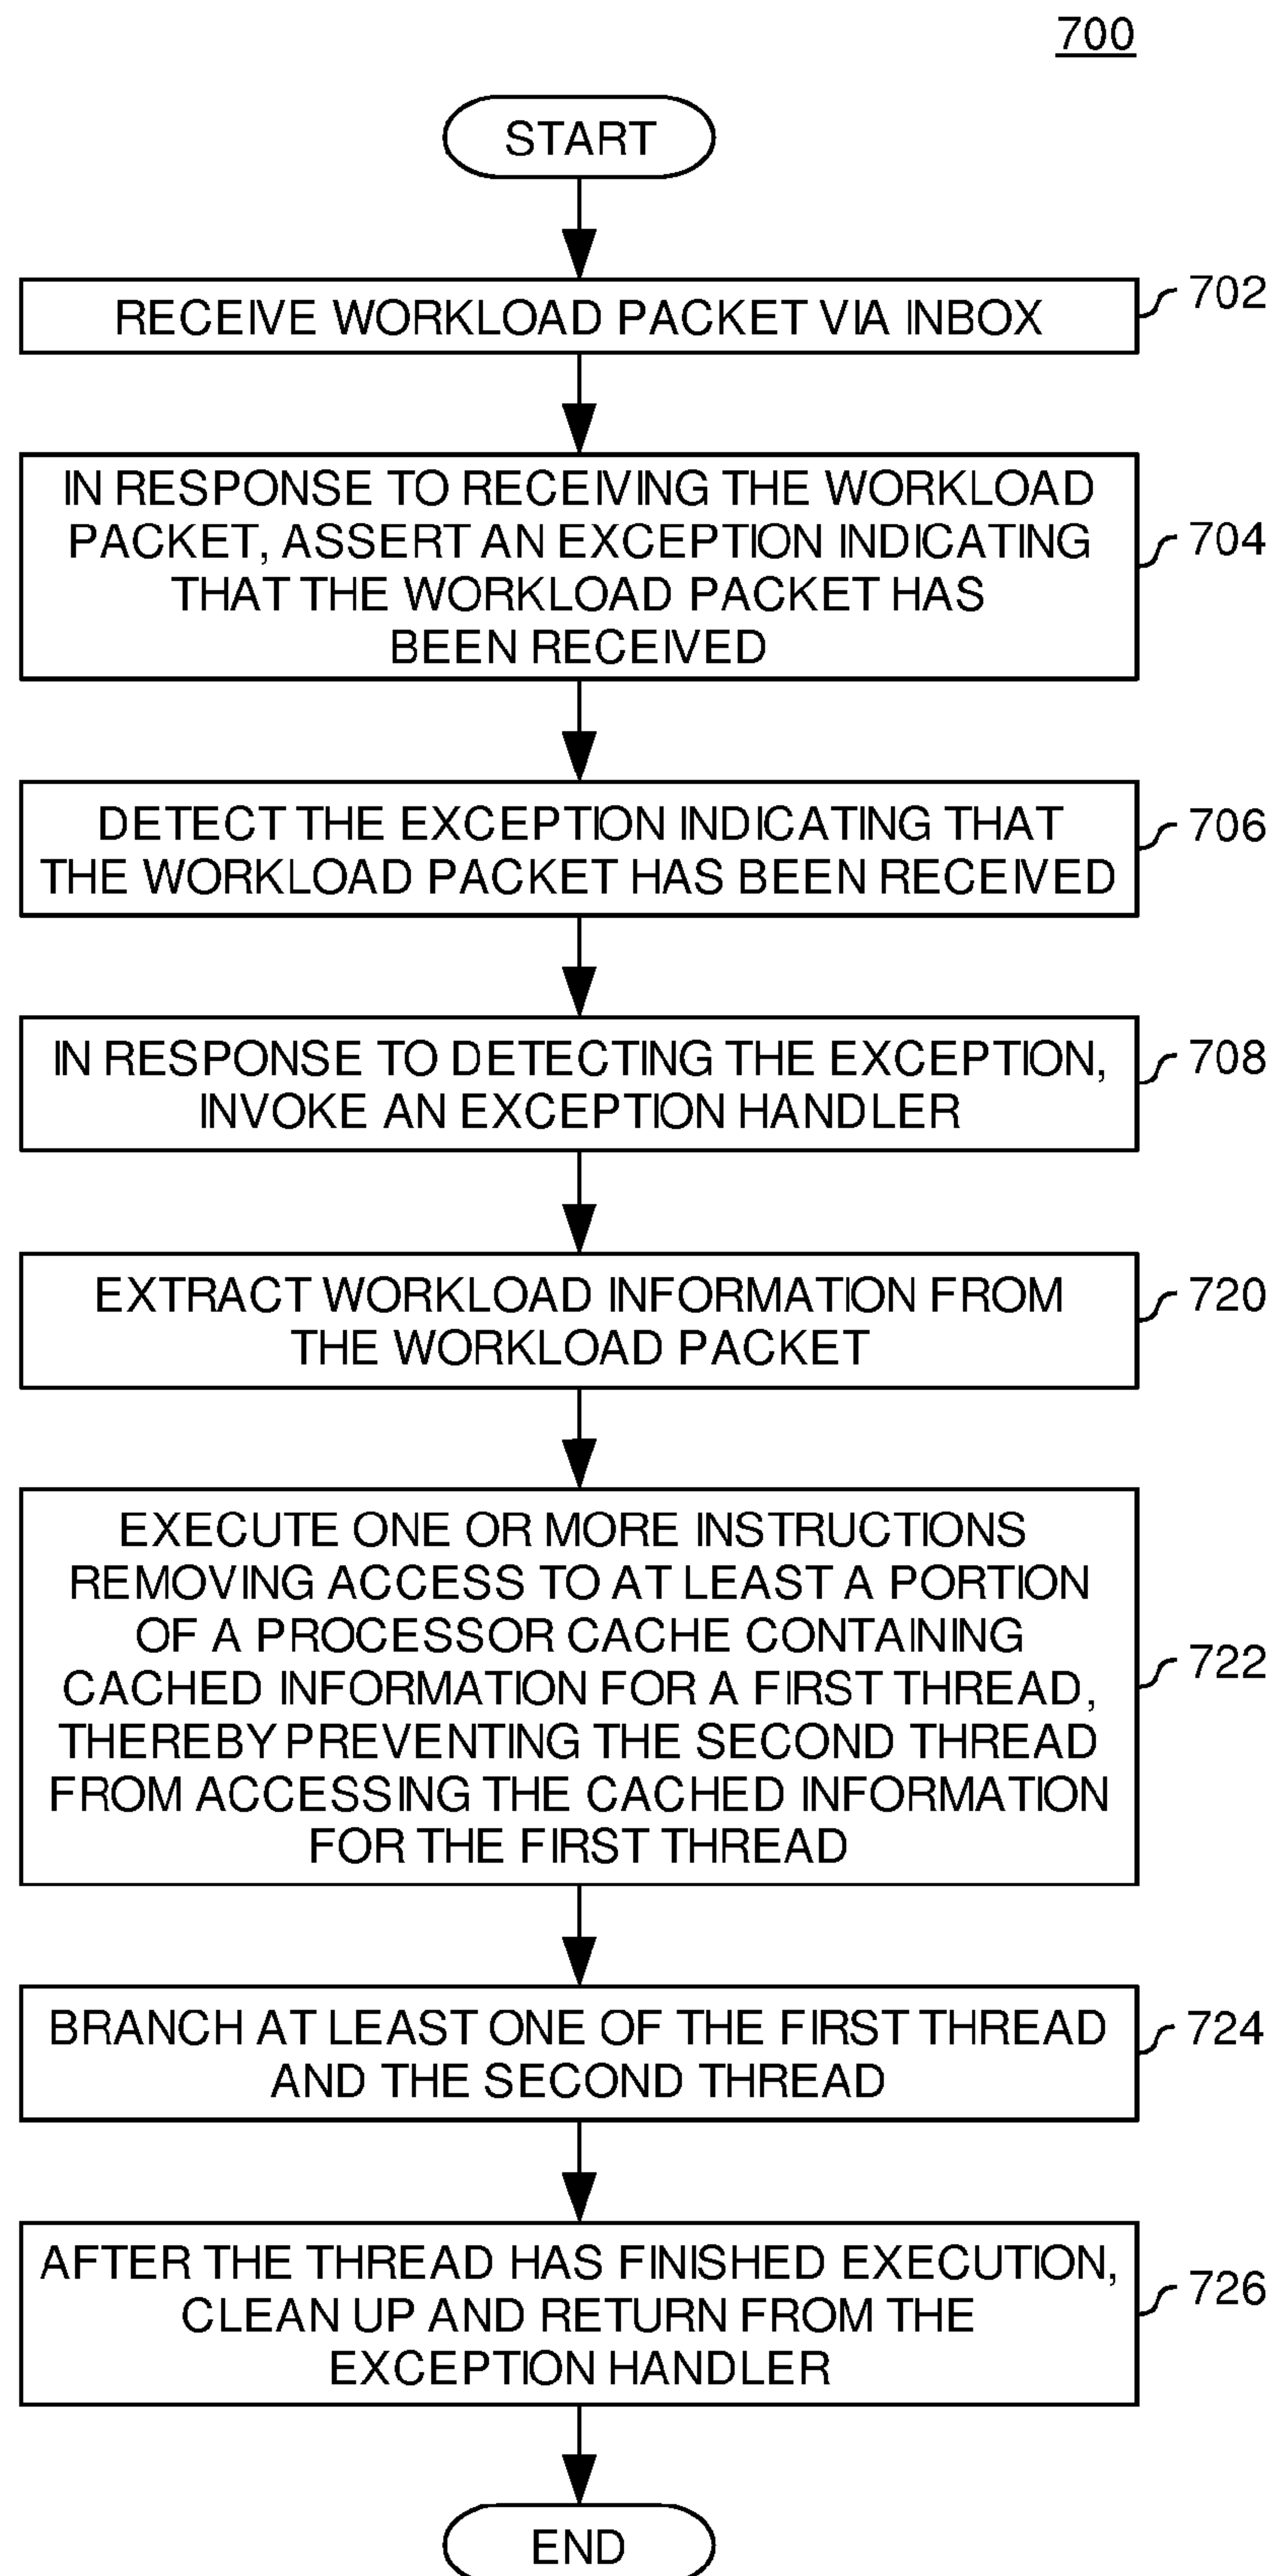 700
START
RECEIVE WORKLOAD PACKET VIA INBOX
702
IN RESPONSE TO RECEIVING THE WORKLOAD
PACKET, ASSERT AN EXCEPTION INDICATING
THAT THE WORKLOAD PACKET HAS
BEEN RECEIVED
704
DETECT THE EXCEPTION INDICATING THAT
THE WORKLOAD PACKET HAS BEEN RECEIVED
706
IN RESPONSE TO DETECTING THE EXCEPTION,
INVOKE AN EXCEPTION HANDLER
708
EXTRACT WORKLOAD INFORMATION FROM
THE WORKLOAD PACKET
720
EXECUTE ONE OR MORE INSTRUCTIONS
REMOVING ACCESS TO AT LEAST A PORTION
OF A PROCESSOR CACHE CONTAINING
CACHED INFORMATION FOR A FIRST THREAD,
THEREBY PREVENTING THE SECOND THREAD
FROM ACCESSING THE CACHED INFORMATION
FOR THE FIRST THREAD
722
BRANCH AT LEAST ONE OF THE FIRST THREAD
AND THE SECOND THREAD
724
AFTER THE THREAD HAS FINISHED EXECUTION,
CLEAN UP AND RETURN FROM THE
EXCEPTION HANDLER
726
END